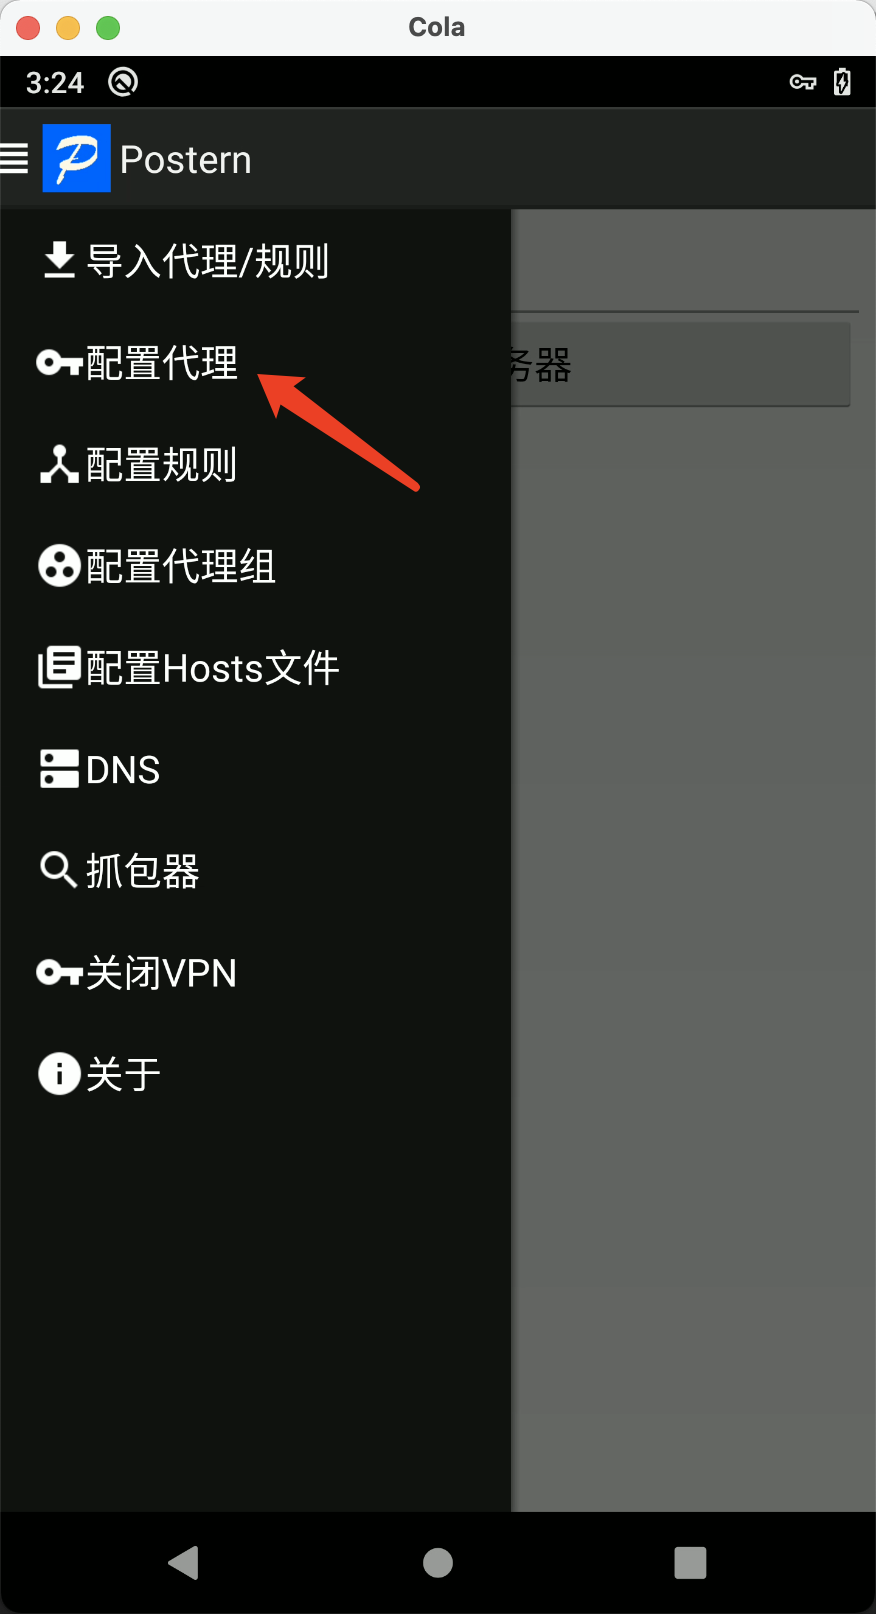 Cola
3:24
Postern
导入代理/规则
配置代理
务器
配置规则
配置代理组
配置Hosts文件
DNS
抓包器
关闭VPN
关于